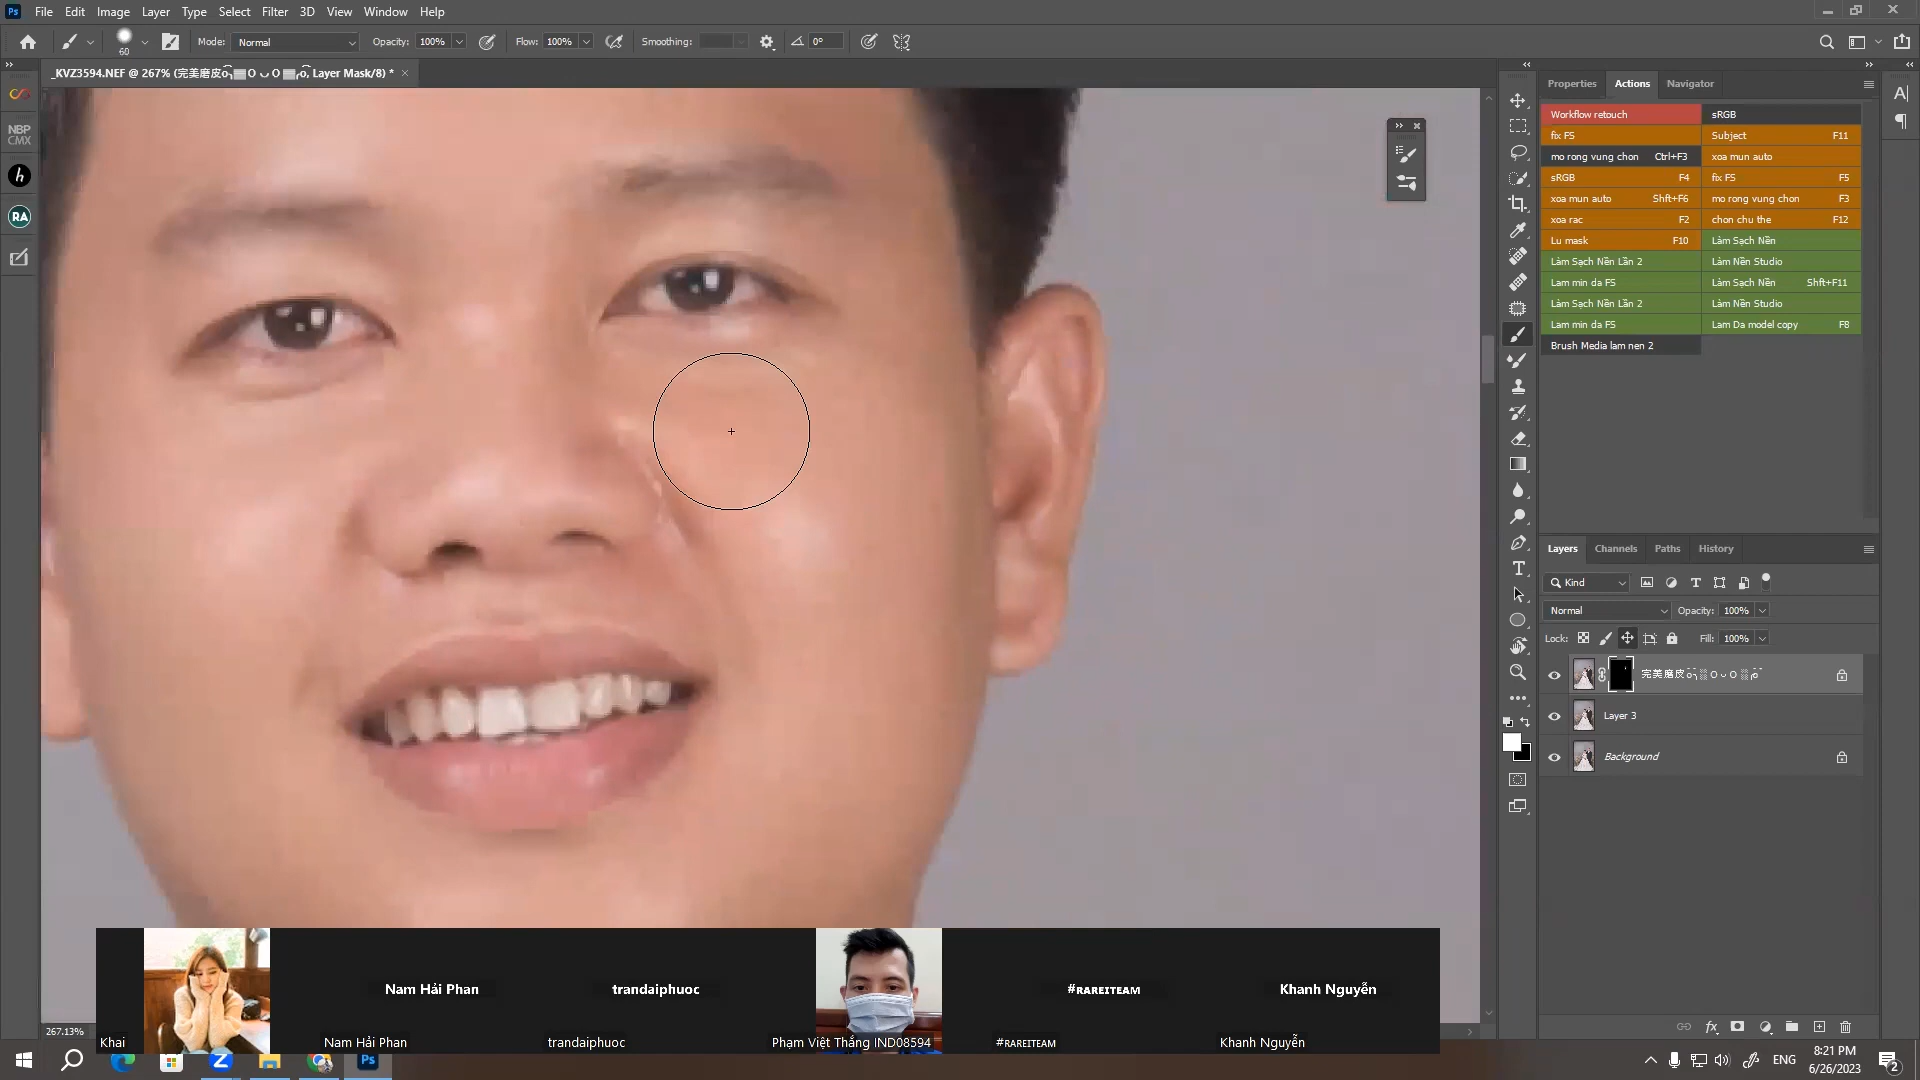 Ps File Edit Image Layer Type Select Filter 3D View Window Help
60 Mode: Normal Opacity: 100% Flow: 100% Smoothing: 0°
_KVZ3594.NEF @ 267% (完美磨皮, Layer Mask/8) *
NBP
CMX
h
RA
Properties Actions Navigator
Workflow retouch sRGB
fix FS Subject F11
mo rong vung chon Ctrl+F3 xoa mun auto
sRGB F4 fix FS F5
xoa mun auto Shft+F6 mo rong vung chon F3
xoa rac F2 chon chu the F12
Lu mask F10 Làm Sạch Nền
Làm Sạch Nền Lần 2 Làm Nền Studio
Lam min da FS Làm Sạch Nền Shft+F11
Làm Sạch Nền Lần 2 Làm Nền Studio
Lam min da FS Lam Da model copy F8
Brush Media lam nen 2
Layers Channels Paths History
Kind
Normal Opacity: 100%
Lock: Fill: 100%
完美磨皮
Layer 3
Background
267.13%
Khai
Nam Hải Phan
Nam Hải Phan
trandaiphuoc
trandaiphuoc
Phạm Việt Thắng IND08594
#RAREITEAM
#RAREITEAM
Khanh Nguyễn
Khanh Nguyễn
Ps
ENG
8:21 PM
6/26/2023
2